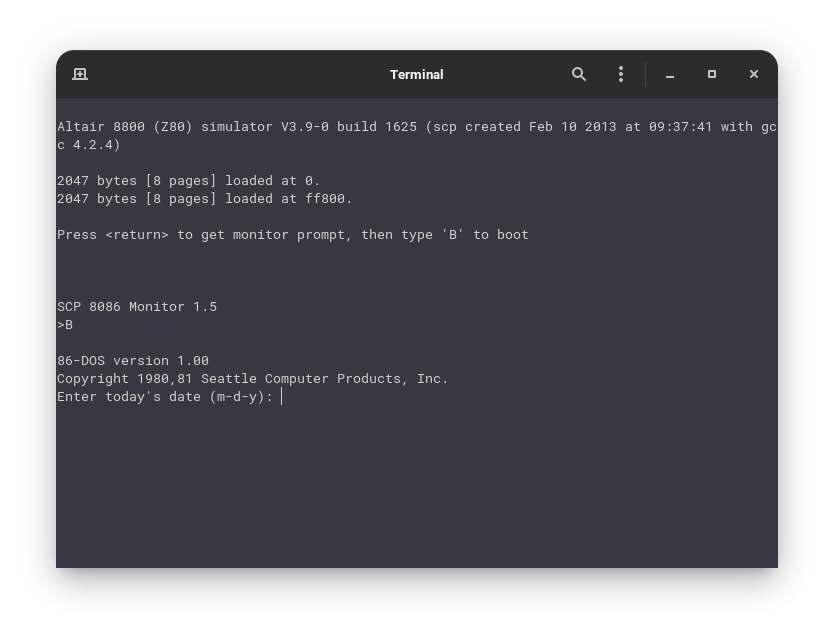 Terminal
Altair 8800 (Z80) simulator V3.9-0 build 1625 (scp created Feb 10 2013 at 09:37:41 with gc
c 4.2.4)
2047 bytes [8 pages] loaded at 0.
2047 bytes [8 pages] loaded at ff800.
Press <return> to get monitor prompt, then type 'B' to boot
SCP 8086 Monitor 1.5
>B
86-DOS version 1.00
Copyright 1980,81 Seattle Computer Products, Inc.
Enter today's date (m-d-y):